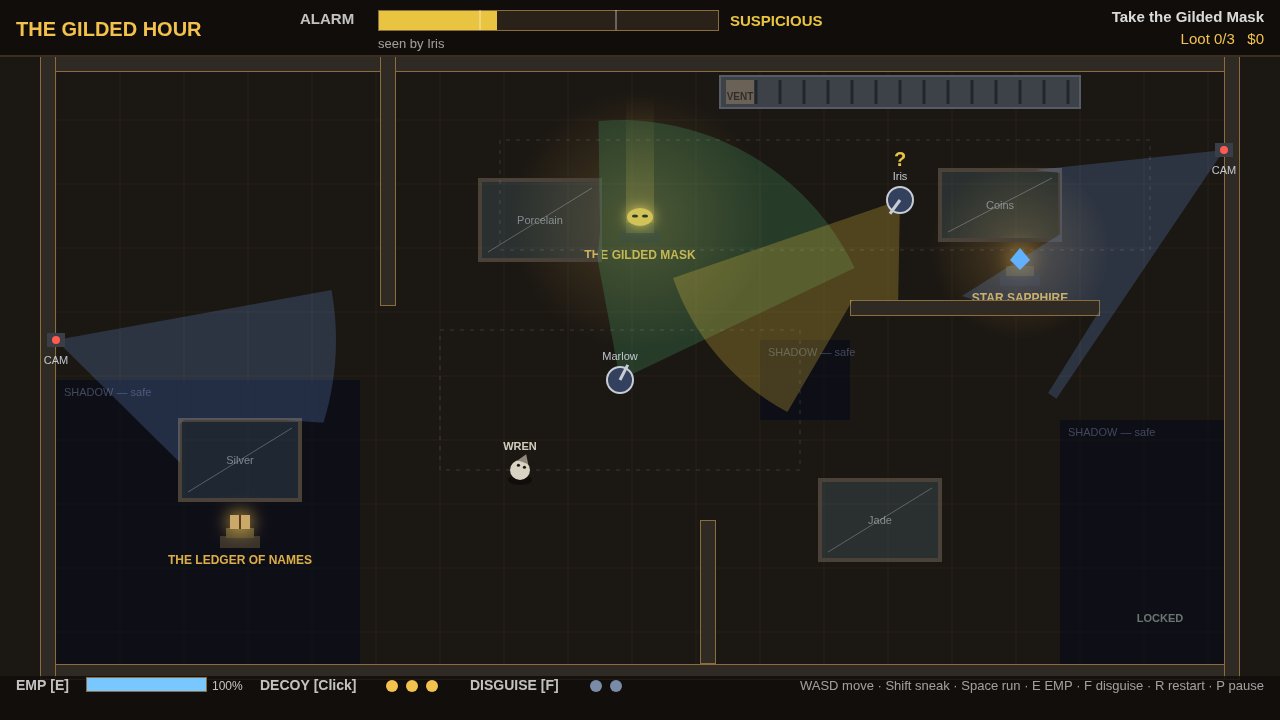 THE GILDED HOUR
ALARM
SUSPICIOUS
seen by Iris
Take the Gilded Mask
Loot 0/3 $0
VENT
?
Iris
CAM
Porcelain
Coins
THE GILDED MASK
STAR SAPPHIRE
CAM
Marlow
SHADOW — safe
SHADOW — safe
SHADOW — safe
WREN
Silver
Jade
THE LEDGER OF NAMES
LOCKED
EMP [E]
100%
DECOY [Click]
DISGUISE [F]
WASD move · Shift sneak · Space run · E EMP · F disguise · R restart · P pause